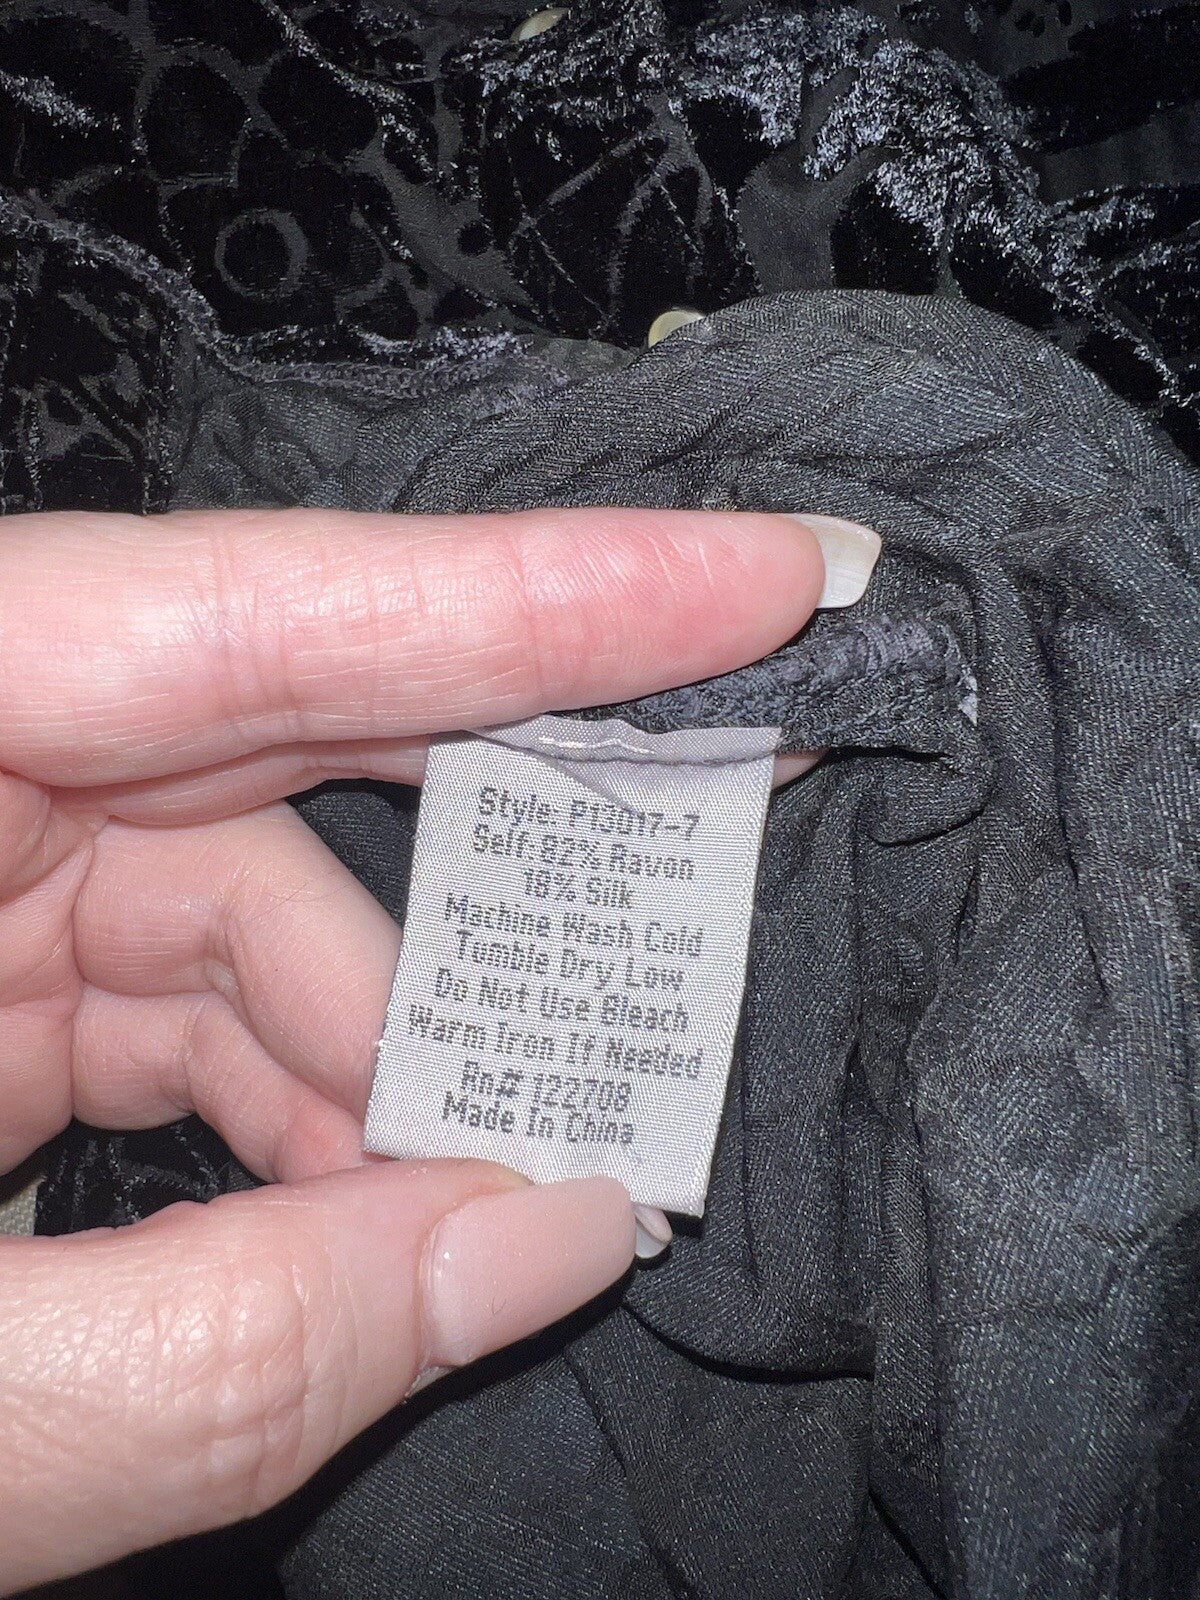 Style: P13017-7
Self: 82% Rayon
18% Silk
Machine Wash Cold
Tumble Dry Low
Do Not Use Bleach
Warm Iron If Needed
Rn# 122708
Made In China